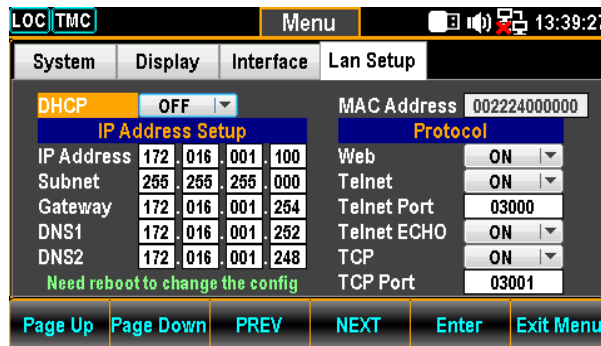 LOC TMC Menu 13:39:27
System Display Interface Lan Setup
DHCP OFF MAC Address 002224000000
IP Address Setup Protocol
IP Address 172 . 016 . 001 . 100 Web ON
Subnet 255 . 255 . 255 . 000 Telnet ON
Gateway 172 . 016 . 001 . 254 Telnet Port 03000
DNS1 172 . 016 . 001 . 252 Telnet ECHO ON
DNS2 172 . 016 . 001 . 248 TCP ON
Need reboot to change the config TCP Port 03001
Page Up Page Down PREV NEXT Enter Exit Menu